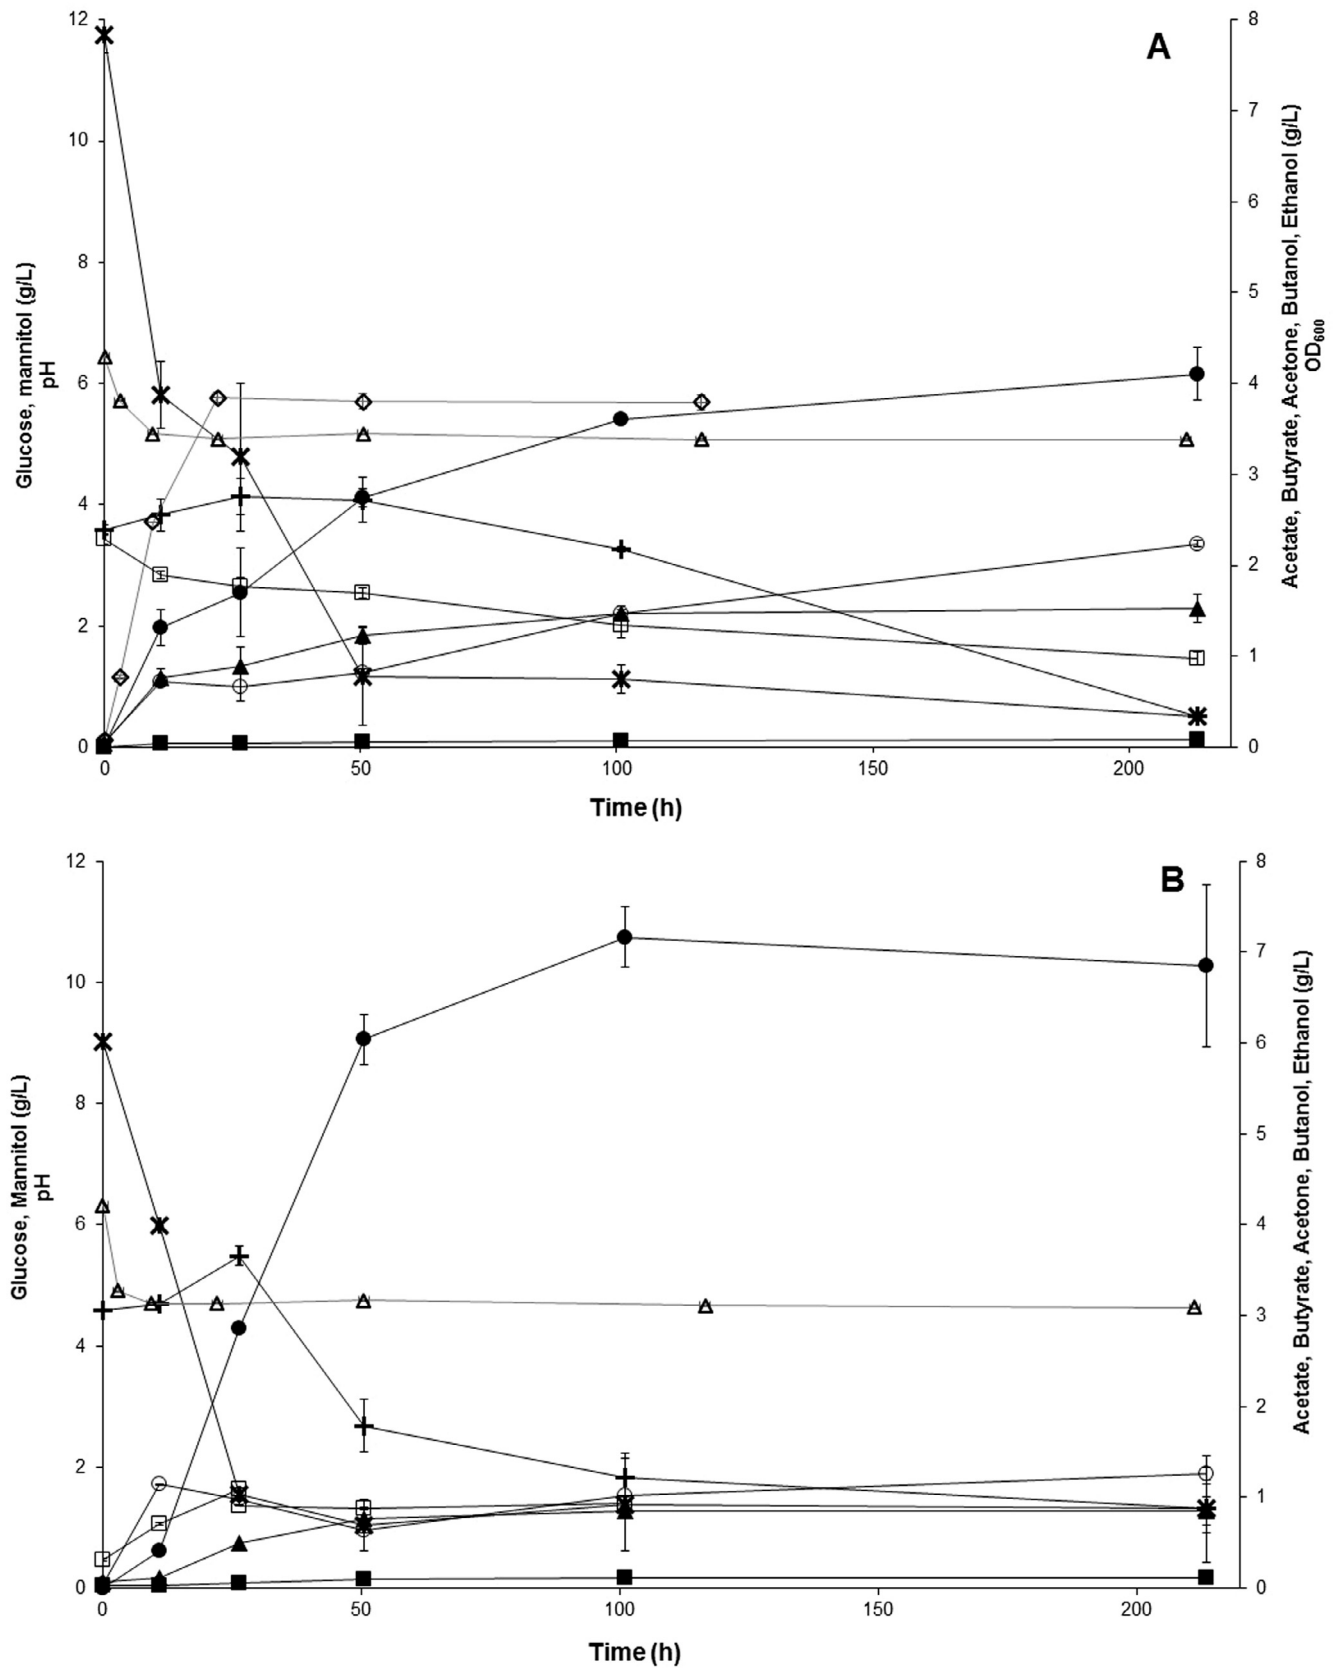 A
12
10
8
6
4
2
0
Glucose, mannitol (g/L)
pH
8
7
6
5
4
3
2
1
0
Acetate, Butyrate, Acetone, Butanol, Ethanol (g/L)
OD600
0 50 100 150 200
Time (h)
B
12
10
8
6
4
2
0
Glucose, Mannitol (g/L)
pH
8
7
6
5
4
3
2
1
0
Acetate, Butyrate, Acetone, Butanol, Ethanol (g/L)
0 50 100 150 200
Time (h)